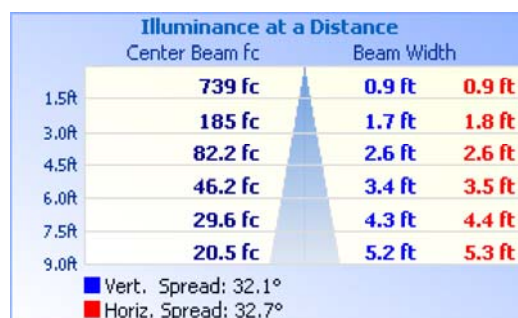 Illuminance at a Distance
Center Beam fc Beam Width
1.5ft 739 fc 0.9 ft 0.9 ft
3.0ft 185 fc 1.7 ft 1.8 ft
4.5ft 82.2 fc 2.6 ft 2.6 ft
6.0ft 46.2 fc 3.4 ft 3.5 ft
7.5ft 29.6 fc 4.3 ft 4.4 ft
9.0ft 20.5 fc 5.2 ft 5.3 ft
Vert. Spread: 32.1°
Horiz. Spread: 32.7°